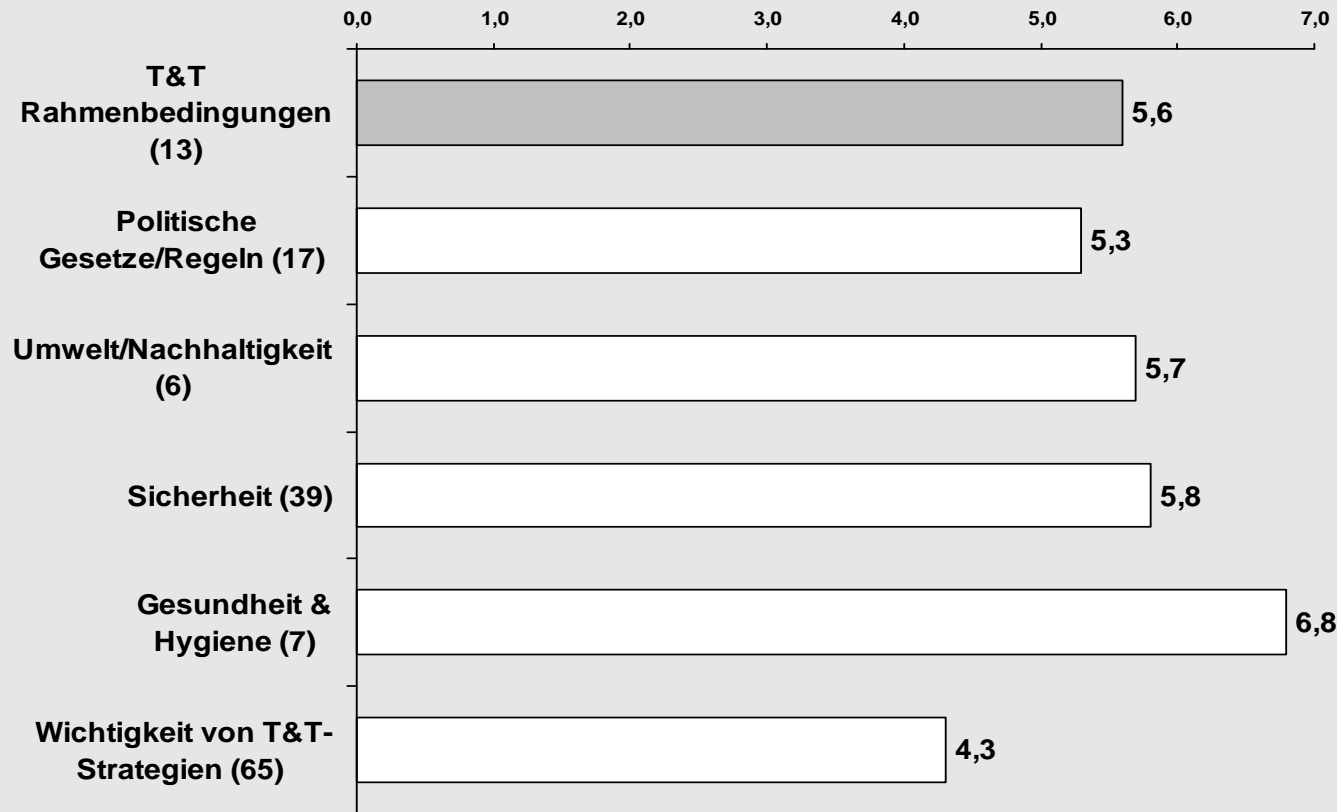 0,0 1,0 2,0 3,0 4,0 5,0 6,0 7,0
T&T
Rahmenbedingungen
(13)
5,6
Politische
Gesetze/Regeln (17)
5,3
Umwelt/Nachhaltigkeit
(6)
5,7
Sicherheit (39)
5,8
Gesundheit &
Hygiene (7)
6,8
Wichtigkeit von T&T-
Strategien (65)
4,3